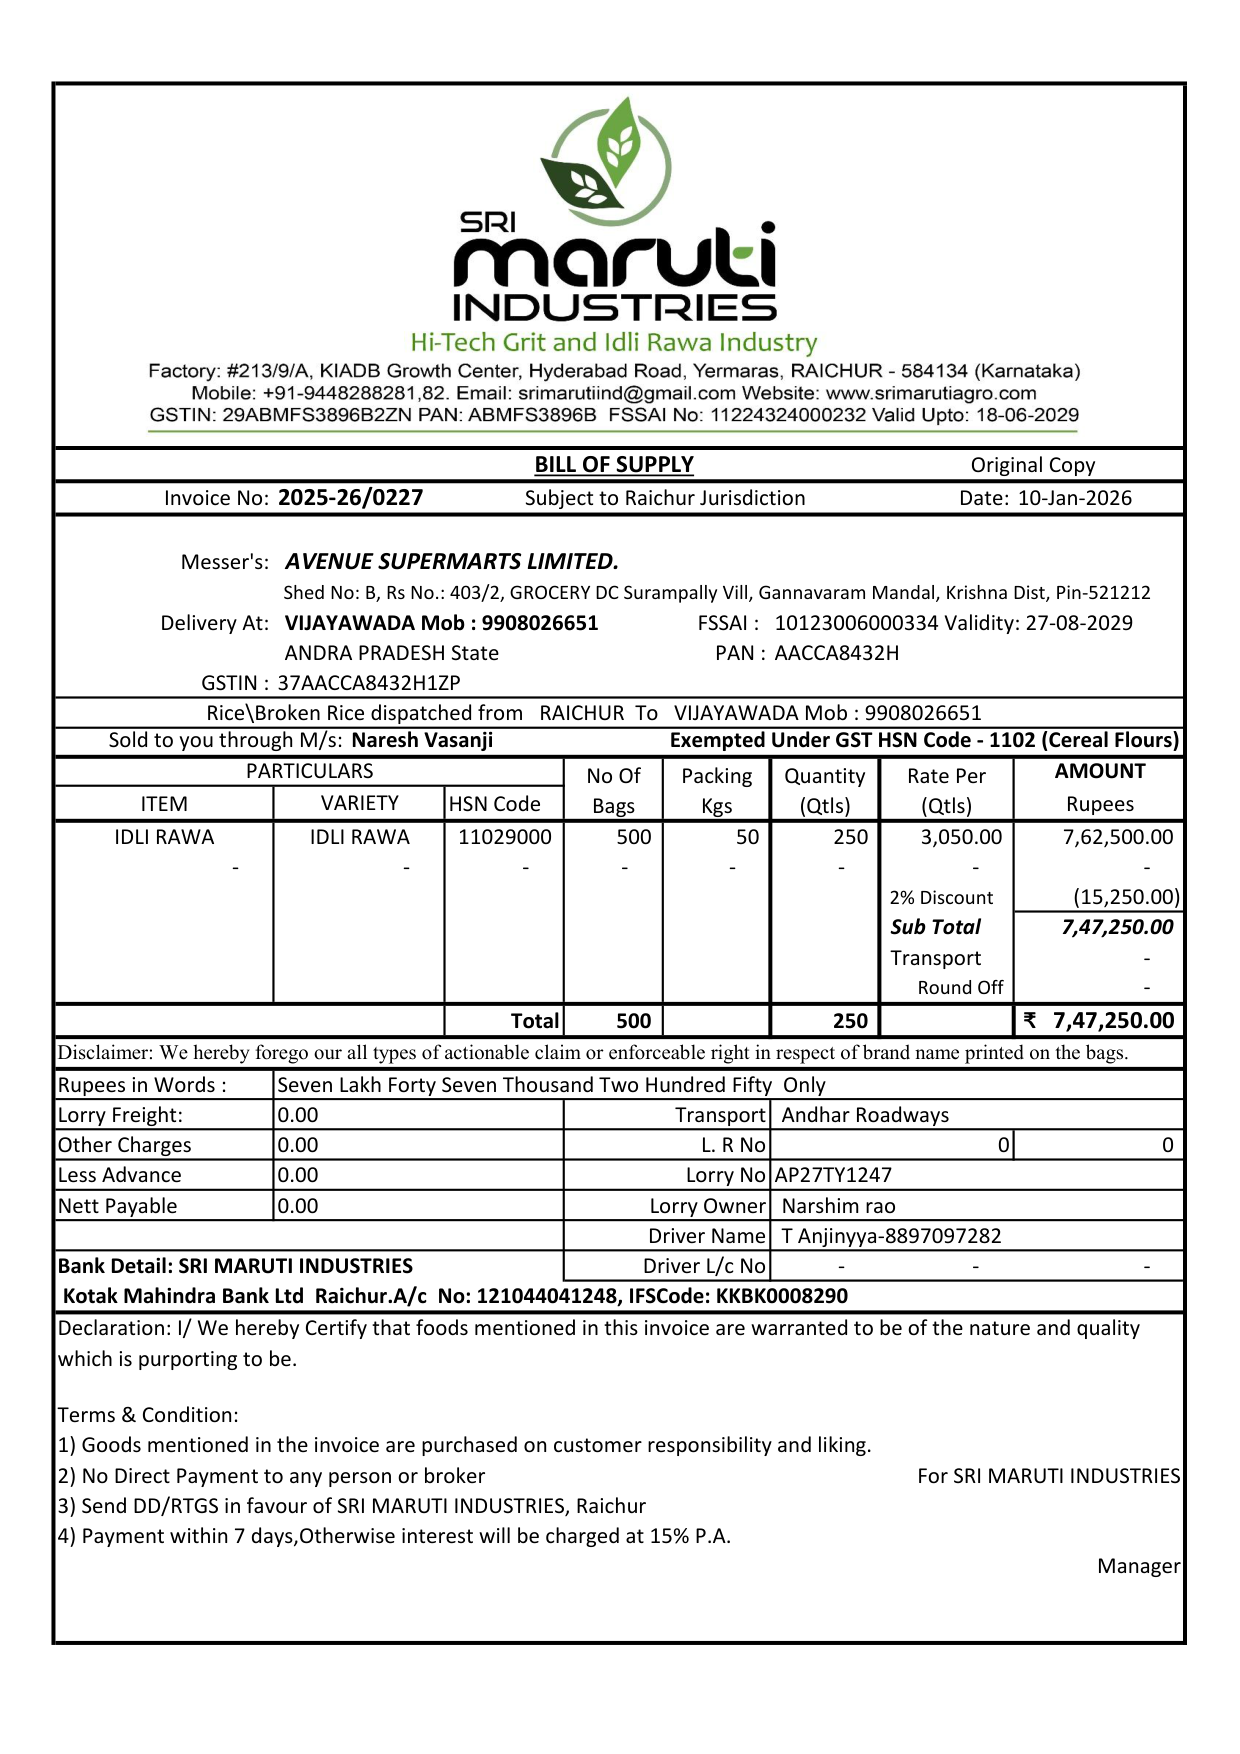 SRI
maruti
INDUSTRIES
Hi-Tech Grit and Idli Rawa Industry
Factory: #213/9/A, KIADB Growth Center, Hyderabad Road, Yermaras, RAICHUR - 584134 (Karnataka)
Mobile: +91-9448288281,82. Email: srimarutiind@gmail.com Website: www.srimarutiagro.com
GSTIN: 29ABMFS3896B2ZN PAN: ABMFS3896B FSSAI No: 11224324000232 Valid Upto: 18-06-2029
BILL OF SUPPLY Original Copy
Invoice No: 2025-26/0227 Subject to Raichur Jurisdiction Date: 10-Jan-2026
Messer's: AVENUE SUPERMARTS LIMITED.
Shed No: B, Rs No.: 403/2, GROCERY DC Surampally Vill, Gannavaram Mandal, Krishna Dist, Pin-521212
Delivery At: VIJAYAWADA Mob : 9908026651 FSSAI : 10123006000334 Validity: 27-08-2029
ANDRA PRADESH State PAN : AACCA8432H
GSTIN : 37AACCA8432H1ZP
Rice\Broken Rice dispatched from RAICHUR To VIJAYAWADA Mob : 9908026651
Sold to you through M/s: Naresh Vasanji Exempted Under GST HSN Code - 1102 (Cereal Flours)
PARTICULARS No Of Packing Quantity Rate Per AMOUNT
ITEM VARIETY HSN Code Bags Kgs (Qtls) (Qtls) Rupees
IDLI RAWA IDLI RAWA 11029000 500 50 250 3,050.00 7,62,500.00
- - - - - - - -
2% Discount (15,250.00)
Sub Total 7,47,250.00
Transport -
Round Off -
Total 500 250 ₹ 7,47,250.00
Disclaimer: We hereby forego our all types of actionable claim or enforceable right in respect of brand name printed on the bags.
Rupees in Words : Seven Lakh Forty Seven Thousand Two Hundred Fifty Only
Lorry Freight: 0.00 Transport Andhar Roadways
Other Charges 0.00 L. R No 0 0
Less Advance 0.00 Lorry No AP27TY1247
Nett Payable 0.00 Lorry Owner Narshim rao
Driver Name T Anjinyya-8897097282
Bank Detail: SRI MARUTI INDUSTRIES Driver L/c No - - -
Kotak Mahindra Bank Ltd Raichur.A/c No: 121044041248, IFSCode: KKBK0008290
Declaration: I/ We hereby Certify that foods mentioned in this invoice are warranted to be of the nature and quality
which is purporting to be.
Terms & Condition:
1) Goods mentioned in the invoice are purchased on customer responsibility and liking.
2) No Direct Payment to any person or broker For SRI MARUTI INDUSTRIES
3) Send DD/RTGS in favour of SRI MARUTI INDUSTRIES, Raichur
4) Payment within 7 days,Otherwise interest will be charged at 15% P.A.
Manager